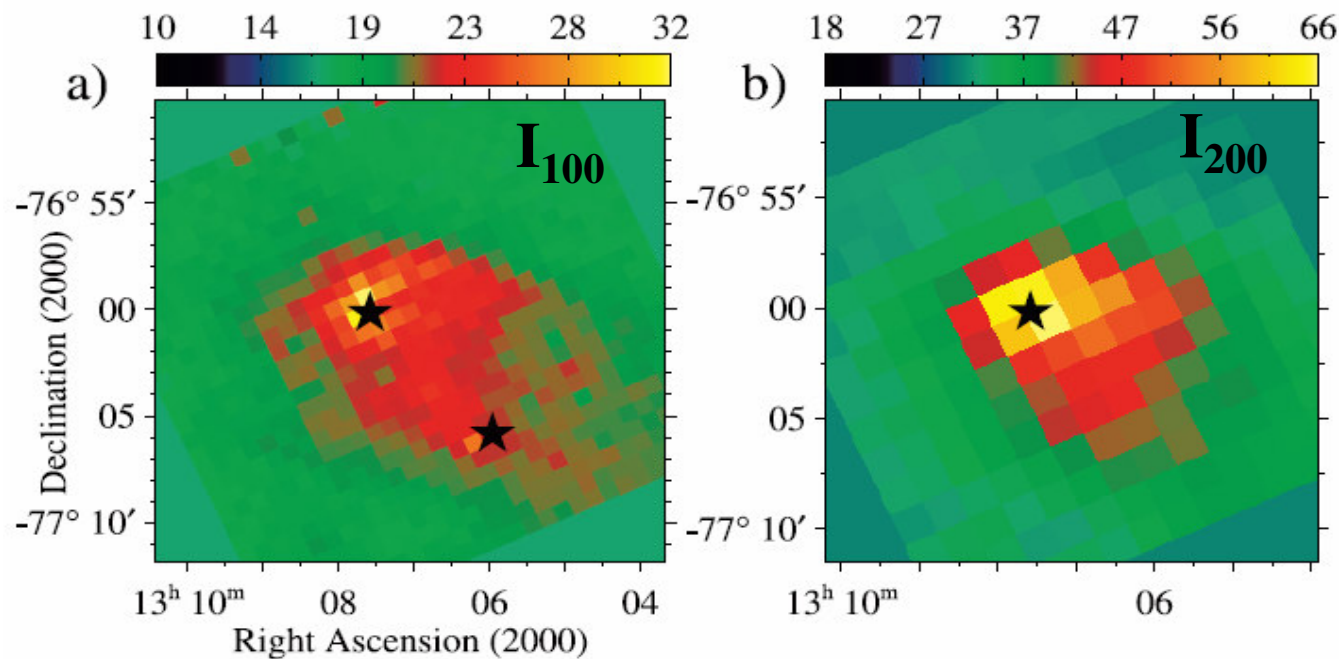 10 14 19 23 28 32
18 27 37 47 56 66
a)
b)
I100
I200
-76° 55′
00
05
-77° 10′
-76° 55′
00
05
-77° 10′
Declination (2000)
13h 10m 08 06 04
13h 10m 06
Right Ascension (2000)